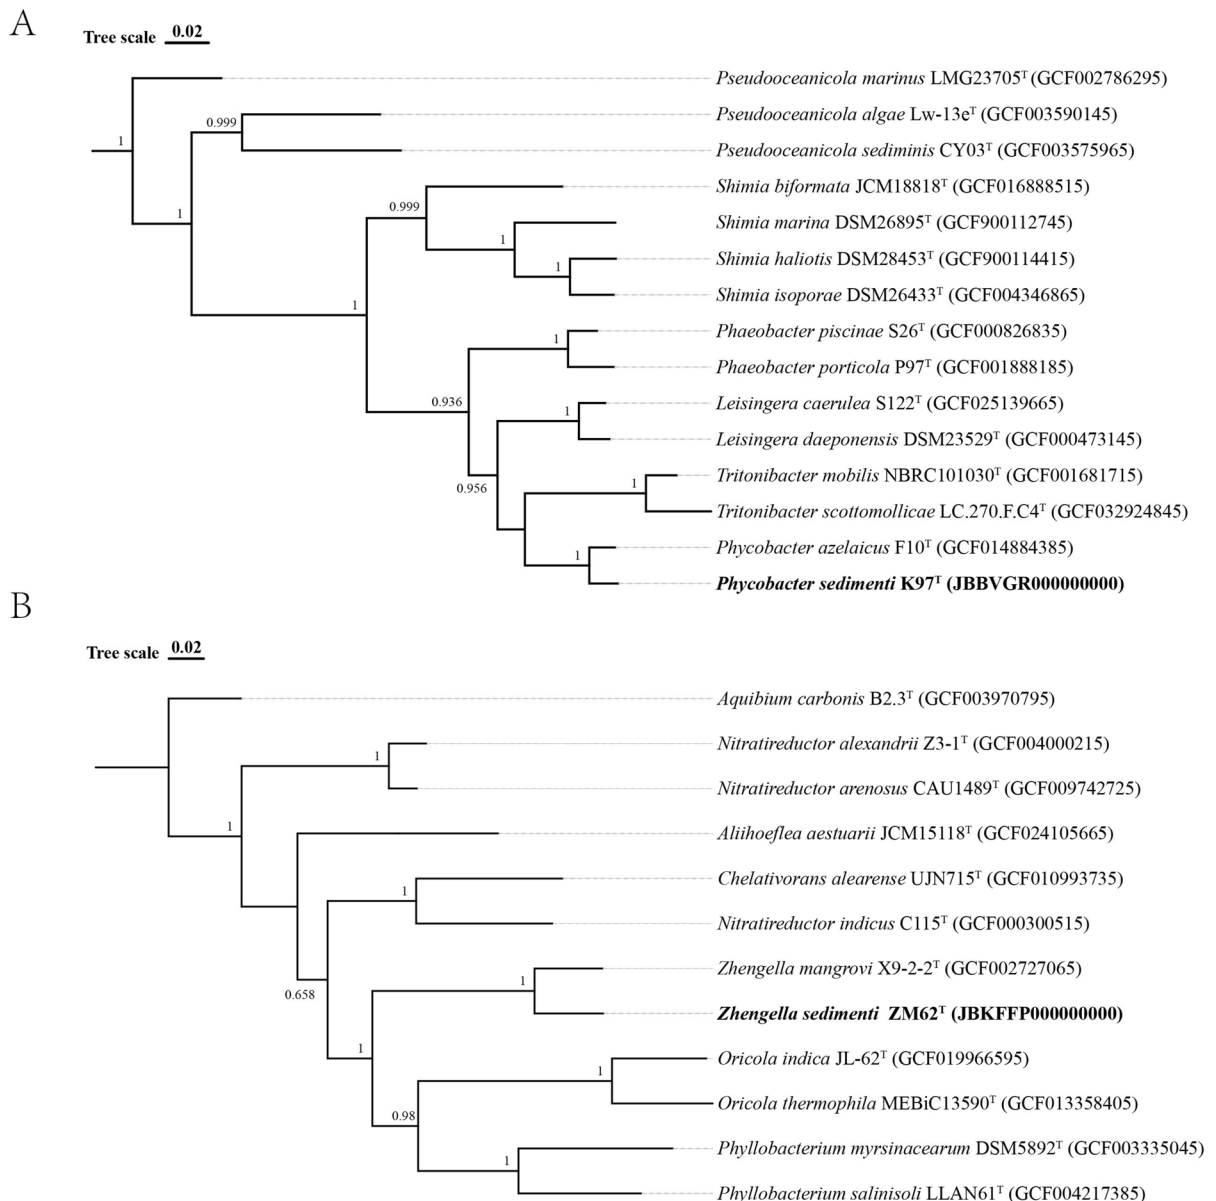 A
Tree scale 0.02
Pseudooceanicola marinus LMG23705ᵀ (GCF002786295)
0.999
Pseudooceanicola algae Lw-13eᵀ (GCF003590145)
1
Pseudooceanicola sediminis CY03ᵀ (GCF003575965)
Shimia biformata JCM18818ᵀ (GCF016888515)
0.999
1
Shimia marina DSM26895ᵀ (GCF900112745)
1
Shimia haliotis DSM28453ᵀ (GCF900114415)
1
Shimia isoporae DSM26433ᵀ (GCF004346865)
1
Phaeobacter piscinae S26ᵀ (GCF000826835)
1
Phaeobacter porticola P97ᵀ (GCF001888185)
0.936
Leisingera caerulea S122ᵀ (GCF025139665)
1
Leisingera daeponensis DSM23529ᵀ (GCF000473145)
Tritonibacter mobilis NBRC101030ᵀ (GCF001681715)
0.956
1
Tritonibacter scottomollicae LC.270.F.C4ᵀ (GCF032924845)
Phycobacter azelaicus F10ᵀ (GCF014884385)
1
Phycobacter sedimenti K97ᵀ (JBBVGR000000000)
B
Tree scale 0.02
Aquibium carbonis B2.3ᵀ (GCF003970795)
Nitratireductor alexandrii Z3-1ᵀ (GCF004000215)
1
Nitratireductor arenosus CAU1489ᵀ (GCF009742725)
1
Aliihoeflea aestuarii JCM15118ᵀ (GCF024105665)
Chelativorans alearense UJN715ᵀ (GCF010993735)
1
Nitratireductor indicus C115ᵀ (GCF000300515)
Zhengella mangrovi X9-2-2ᵀ (GCF002727065)
1
0.658
Zhengella sedimenti ZM62ᵀ (JBKFFP000000000)
1
Oricola indica JL-62ᵀ (GCF019966595)
1
Oricola thermophila MEBiC13590ᵀ (GCF013358405)
0.98
Phyllobacterium myrsinacearum DSM5892ᵀ (GCF003335045)
1
Phyllobacterium salinisoli LLAN61ᵀ (GCF004217385)